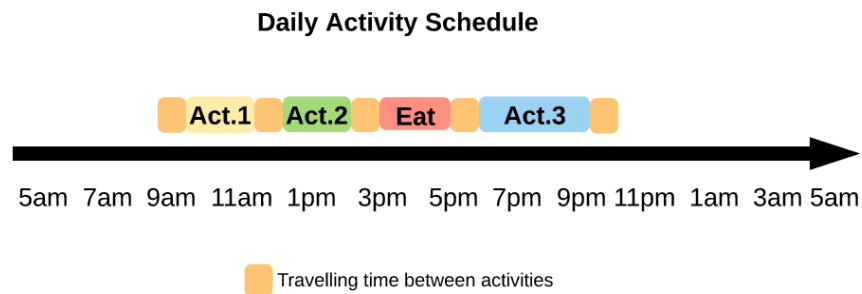 Daily Activity Schedule
Act.1 Act.2 Eat Act.3
5am 7am 9am 11am 1pm 3pm 5pm 7pm 9pm 11pm 1am 3am 5am
Travelling time between activities